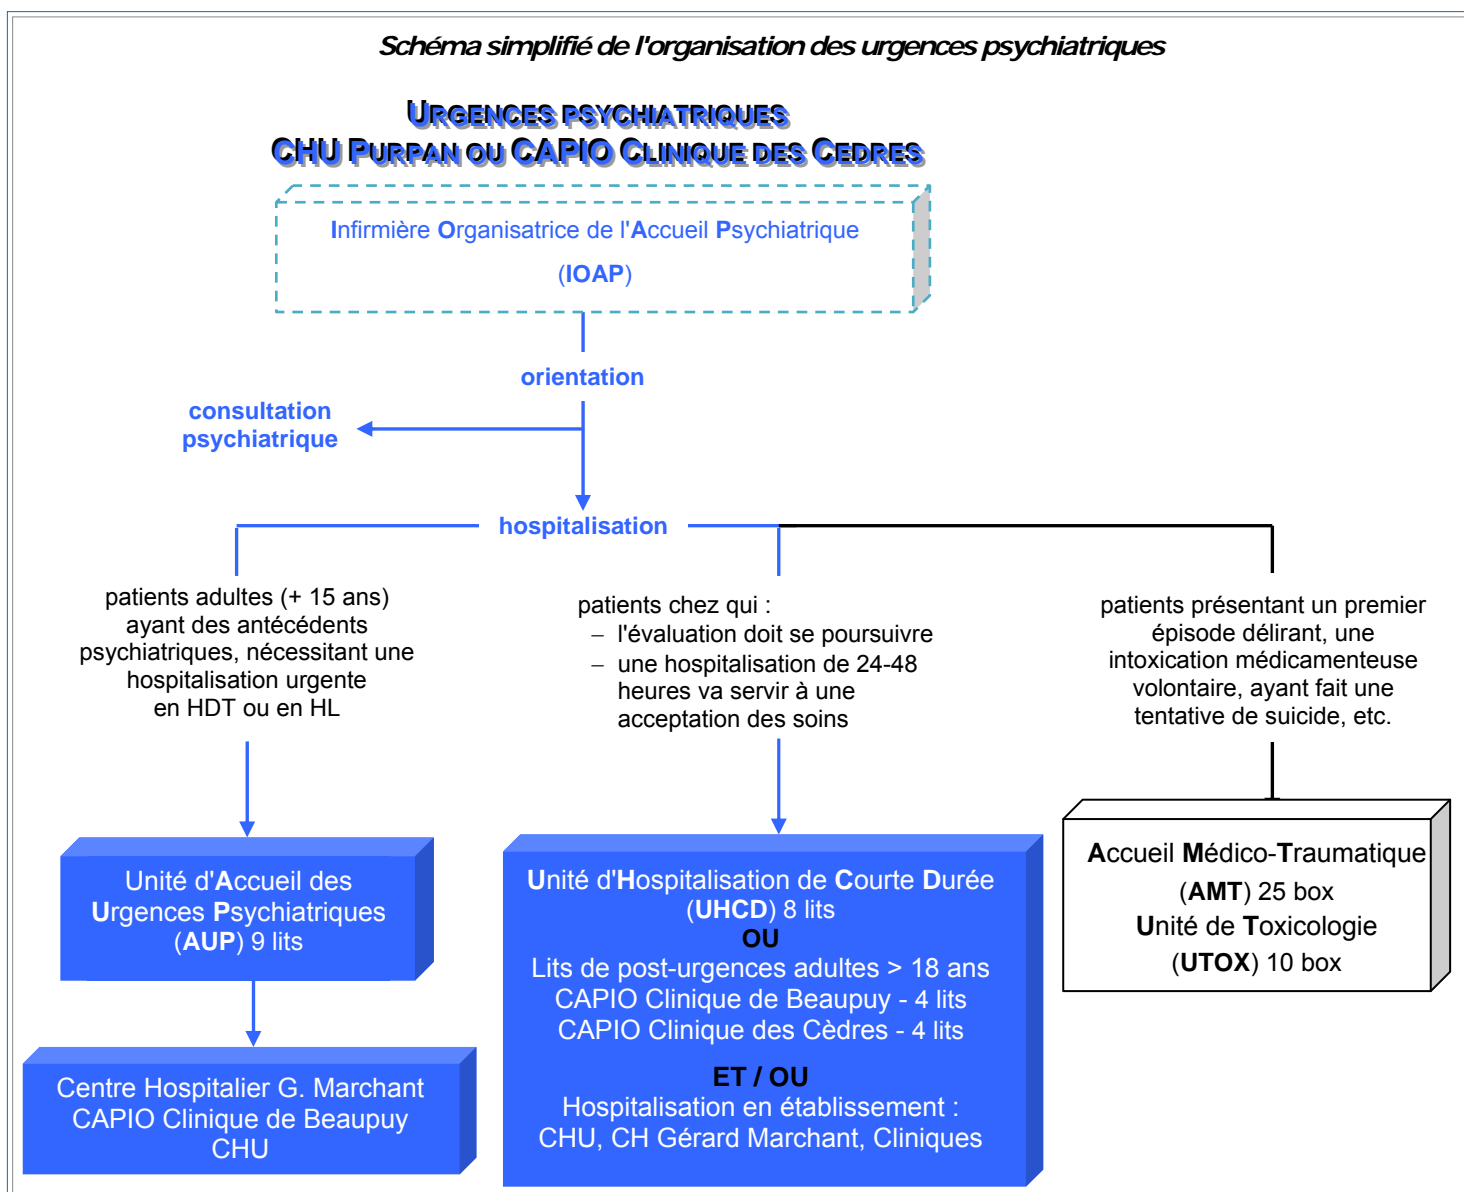 Schéma simplifié de l'organisation des urgences psychiatriques
URGENCES PSYCHIATRIQUES
CHU PURPAN OU CAPIO CLINIQUE DES CEDRES
Infirmière Organisatrice de l'Accueil Psychiatrique
(IOAP)
orientation
consultation
psychiatrique
hospitalisation
patients adultes (+ 15 ans)
ayant des antécédents
psychiatriques, nécessitant une
hospitalisation urgente
en HDT ou en HL
patients chez qui :
– l'évaluation doit se poursuivre
– une hospitalisation de 24-48
heures va servir à une
acceptation des soins
patients présentant un premier
épisode délirant, une
intoxication médicamenteuse
volontaire, ayant fait une
tentative de suicide, etc.
Unité d'Accueil des
Urgences Psychiatriques
(AUP) 9 lits
Centre Hospitalier G. Marchant
CAPIO Clinique de Beaupuy
CHU
Unité d'Hospitalisation de Courte Durée
(UHCD) 8 lits
OU
Lits de post-urgences adultes > 18 ans
CAPIO Clinique de Beaupuy - 4 lits
CAPIO Clinique des Cèdres - 4 lits
ET / OU
Hospitalisation en établissement :
CHU, CH Gérard Marchant, Cliniques
Accueil Médico-Traumatique
(AMT) 25 box
Unité de Toxicologie
(UTOX) 10 box